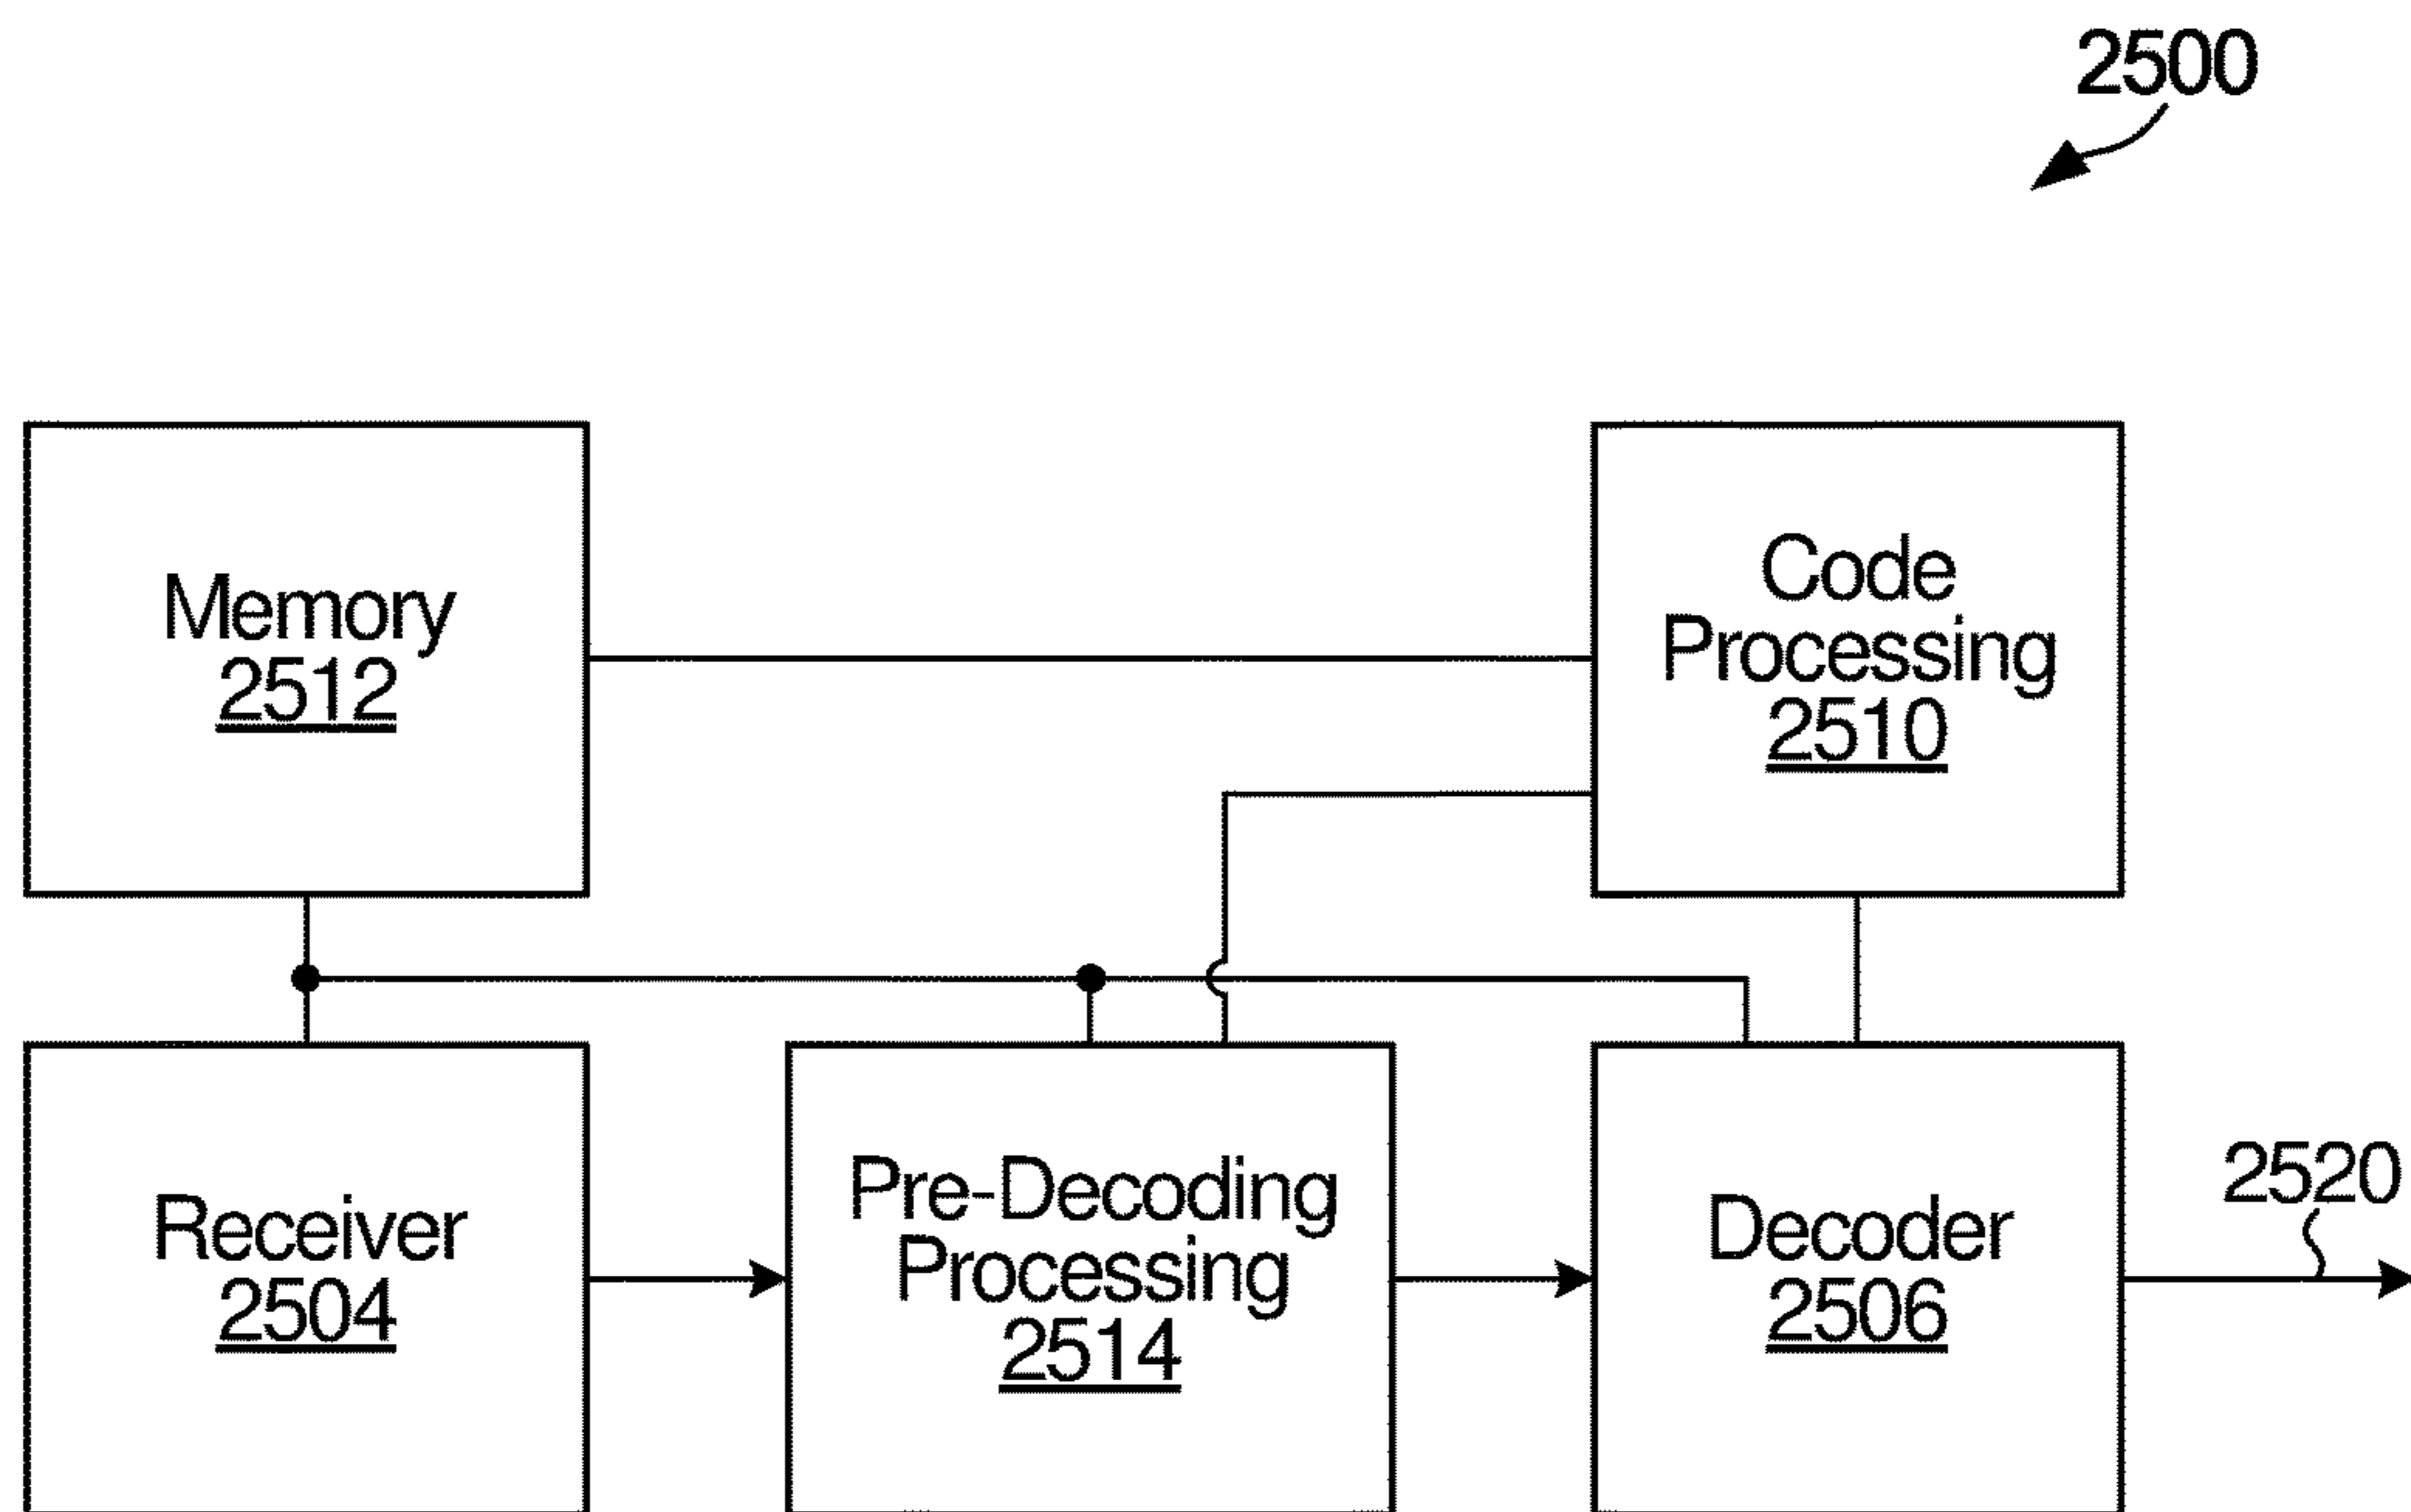 2500
Memory
2512
Code
Processing
2510
Receiver
2504
Pre-Decoding
Processing
2514
Decoder
2506
2520